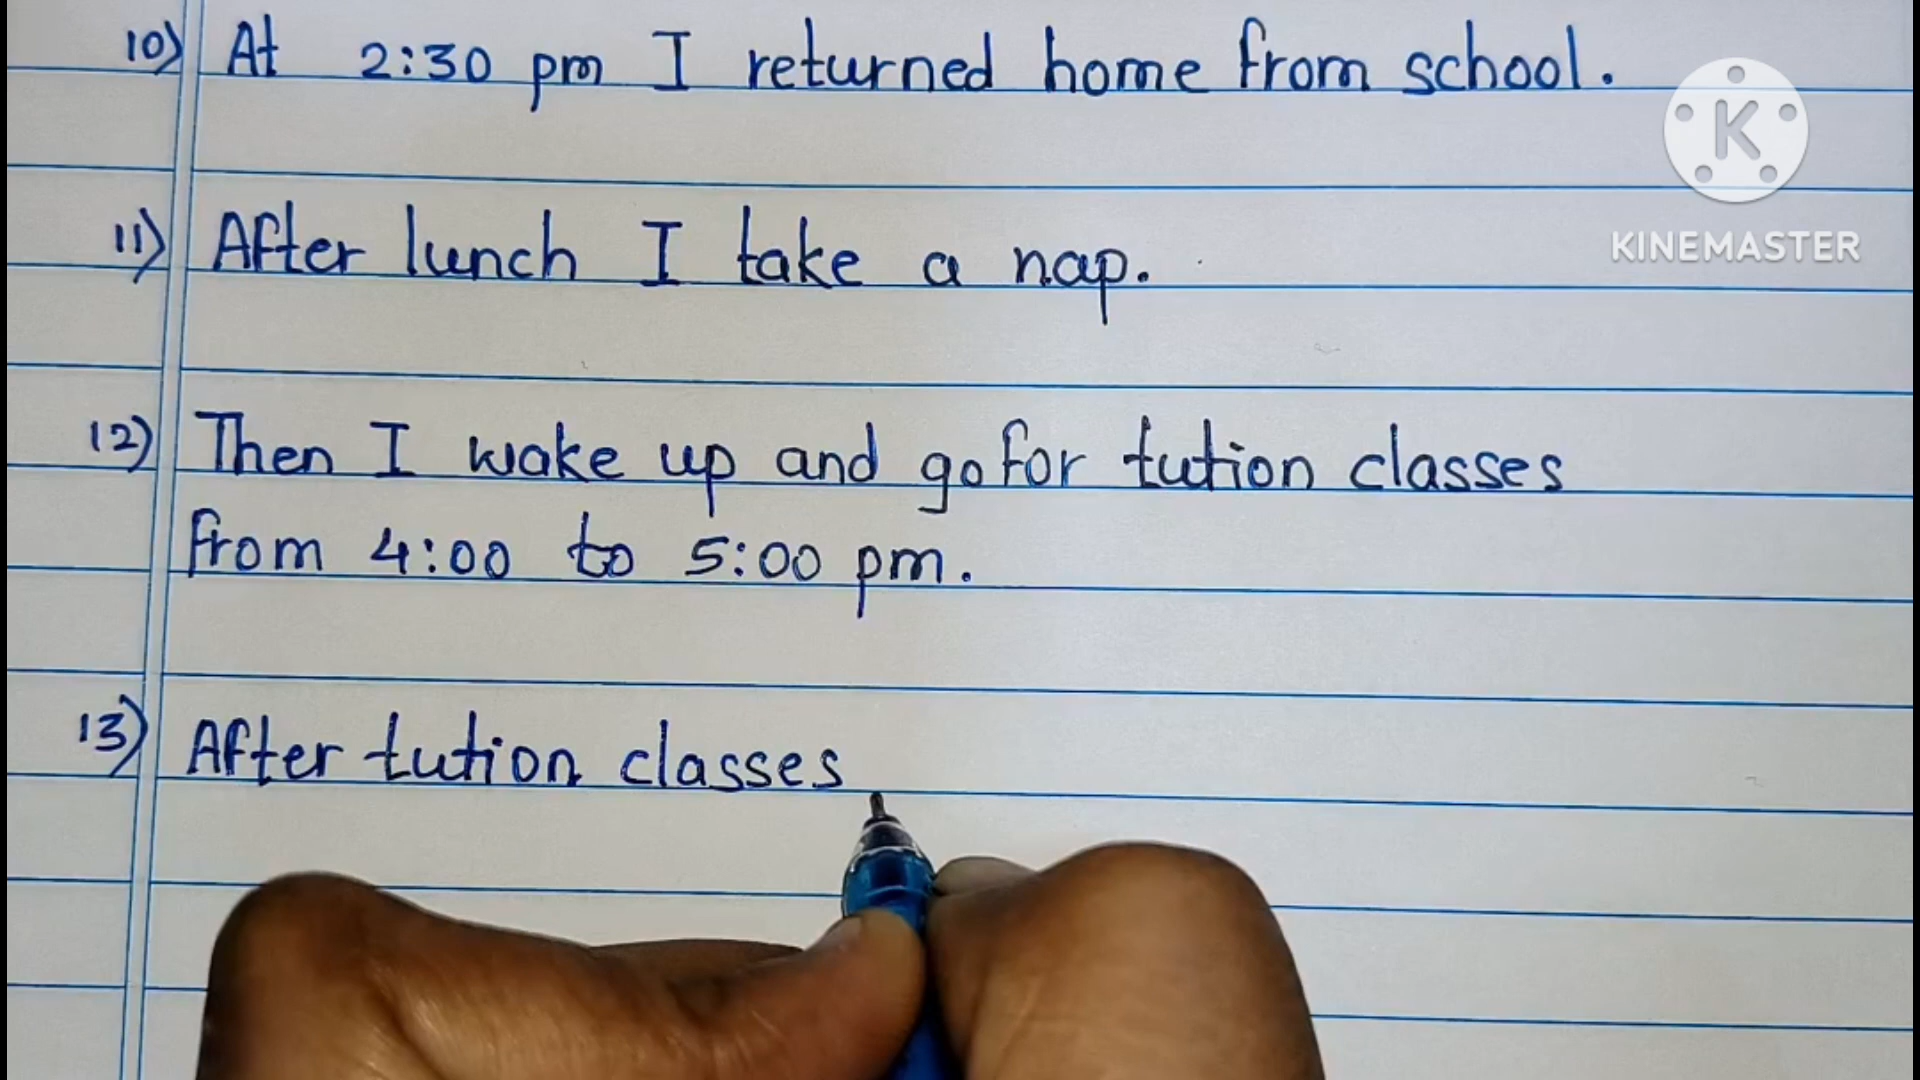 10) At 2:30 pm I returned home from school.
K
KINEMASTER
11) After lunch I take a nap.
12) Then I wake up and go for tution classes
from 4:00 to 5:00 pm.
13) After tution classes